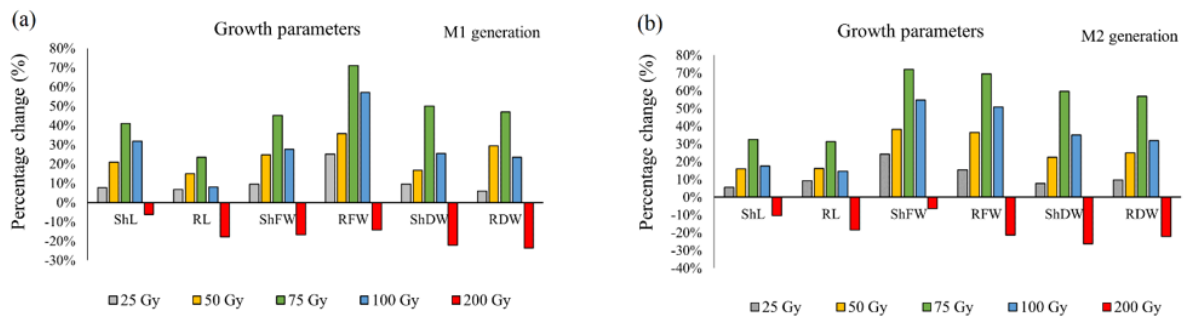 (a)
Growth parameters
M1 generation
Percentage change (%)
80%
70%
60%
50%
40%
30%
20%
10%
0%
-10%
-20%
-30%
ShL RL ShFW RFW ShDW RDW
25 Gy 50 Gy 75 Gy 100 Gy 200 Gy
(b)
Growth parameters
M2 generation
Percentage change (%)
80%
70%
60%
50%
40%
30%
20%
10%
0%
-10%
-20%
-30%
-40%
ShL RL ShFW RFW ShDW RDW
25 Gy 50 Gy 75 Gy 100 Gy 200 Gy